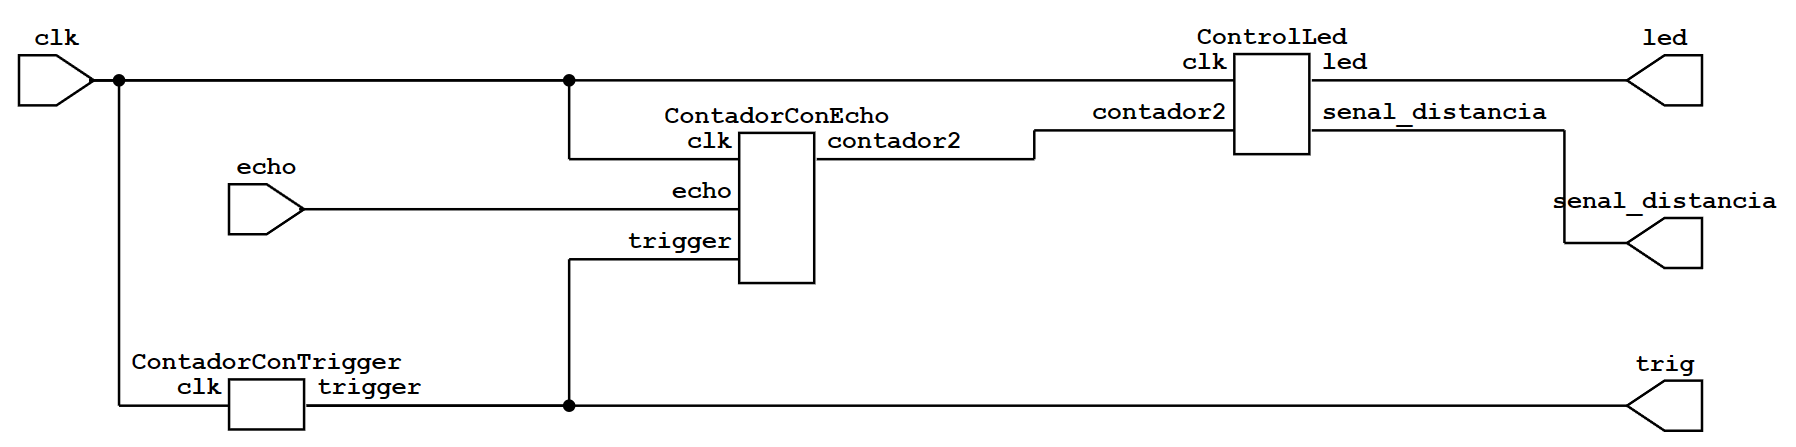 clk
ControlLed
led
clk
led
contador2
senal_distancia
ContadorConEcho
clk
contador2
echo
echo
senal_distancia
trigger
ContadorConTrigger
clk
trigger
trig